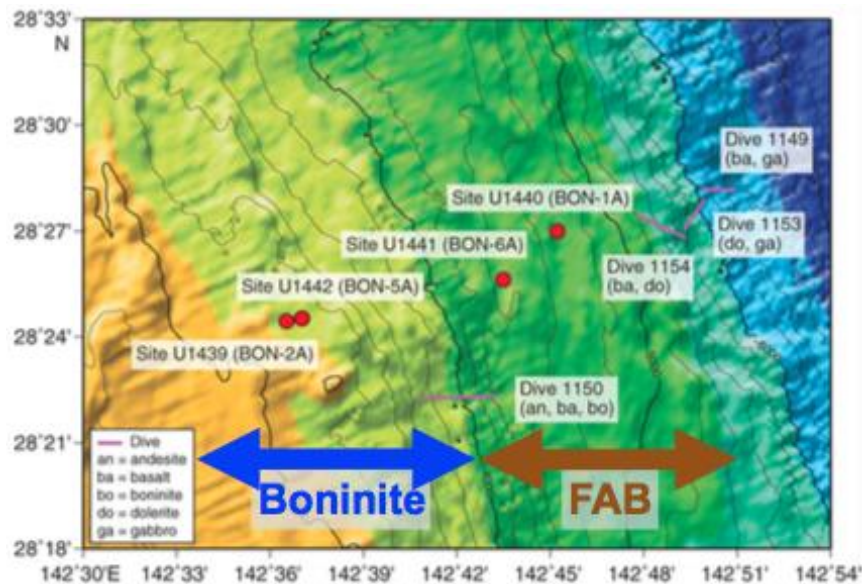 28°33'
N
28°30'
28°27'
28°24'
28°21'
28°18'
Dive 1149
(ba, ga)
Site U1440 (BON-1A)
Dive 1153
(do, ga)
Site U1441 (BON-6A)
Dive 1154
(ba, do)
Site U1442 (BON-5A)
Site U1439 (BON-2A)
Dive 1150
(an, ba, bo)
Dive
an = andesite
ba = basalt
bo = boninite
do = dolerite
ga = gabbro
Boninite
FAB
142°30'E 142°33' 142°36' 142°39' 142°42' 142°45' 142°48' 142°51' 142°54'